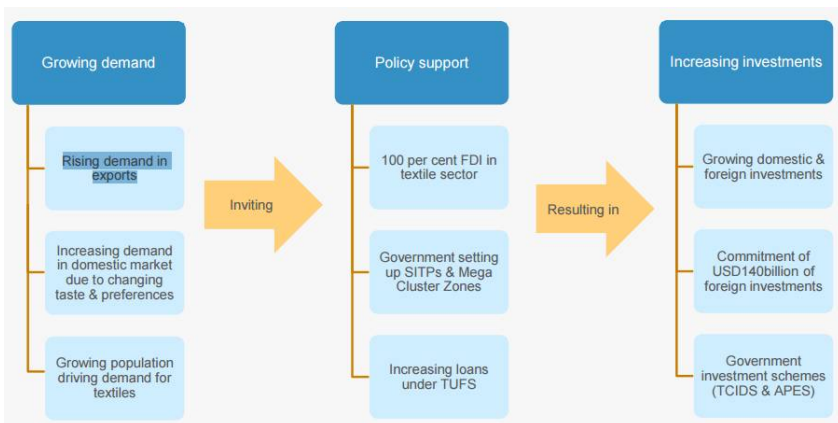 Growing demand
Rising demand in
exports
Increasing demand
in domestic market
due to changing
taste & preferences
Growing population
driving demand for
textiles
Inviting
Policy support
100 per cent FDI in
textile sector
Government setting
up SITPs & Mega
Cluster Zones
Increasing loans
under TUFS
Resulting in
Increasing investments
Growing domestic &
foreign investments
Commitment of
USD140billion of
foreign investments
Government
investment schemes
(TCIDS & APES)